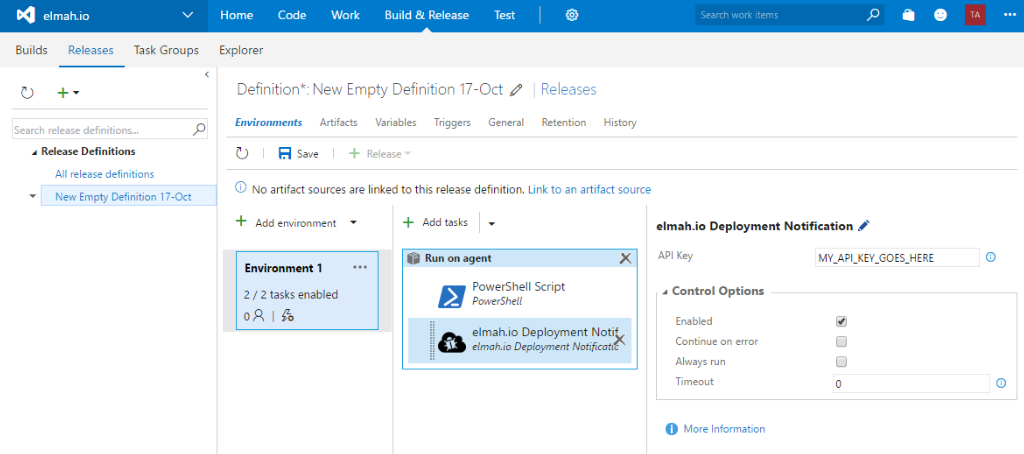 elmah.io Home Code Work Build & Release Test Search work items TA
Builds Releases Task Groups Explorer
Search release definitions...
Release Definitions
All release definitions
New Empty Definition 17-Oct
Definition*: New Empty Definition 17-Oct | Releases
Environments Artifacts Variables Triggers General Retention History
Save Release
No artifact sources are linked to this release definition. Link to an artifact source
Add environment
Environment 1
2 / 2 tasks enabled
0
Add tasks
Run on agent
PowerShell Script
PowerShell
elmah.io Deployment Notif
elmah.io Deployment Notificatic
elmah.io Deployment Notification
API Key MY_API_KEY_GOES_HERE
Control Options
Enabled
Continue on error
Always run
Timeout 0
More Information